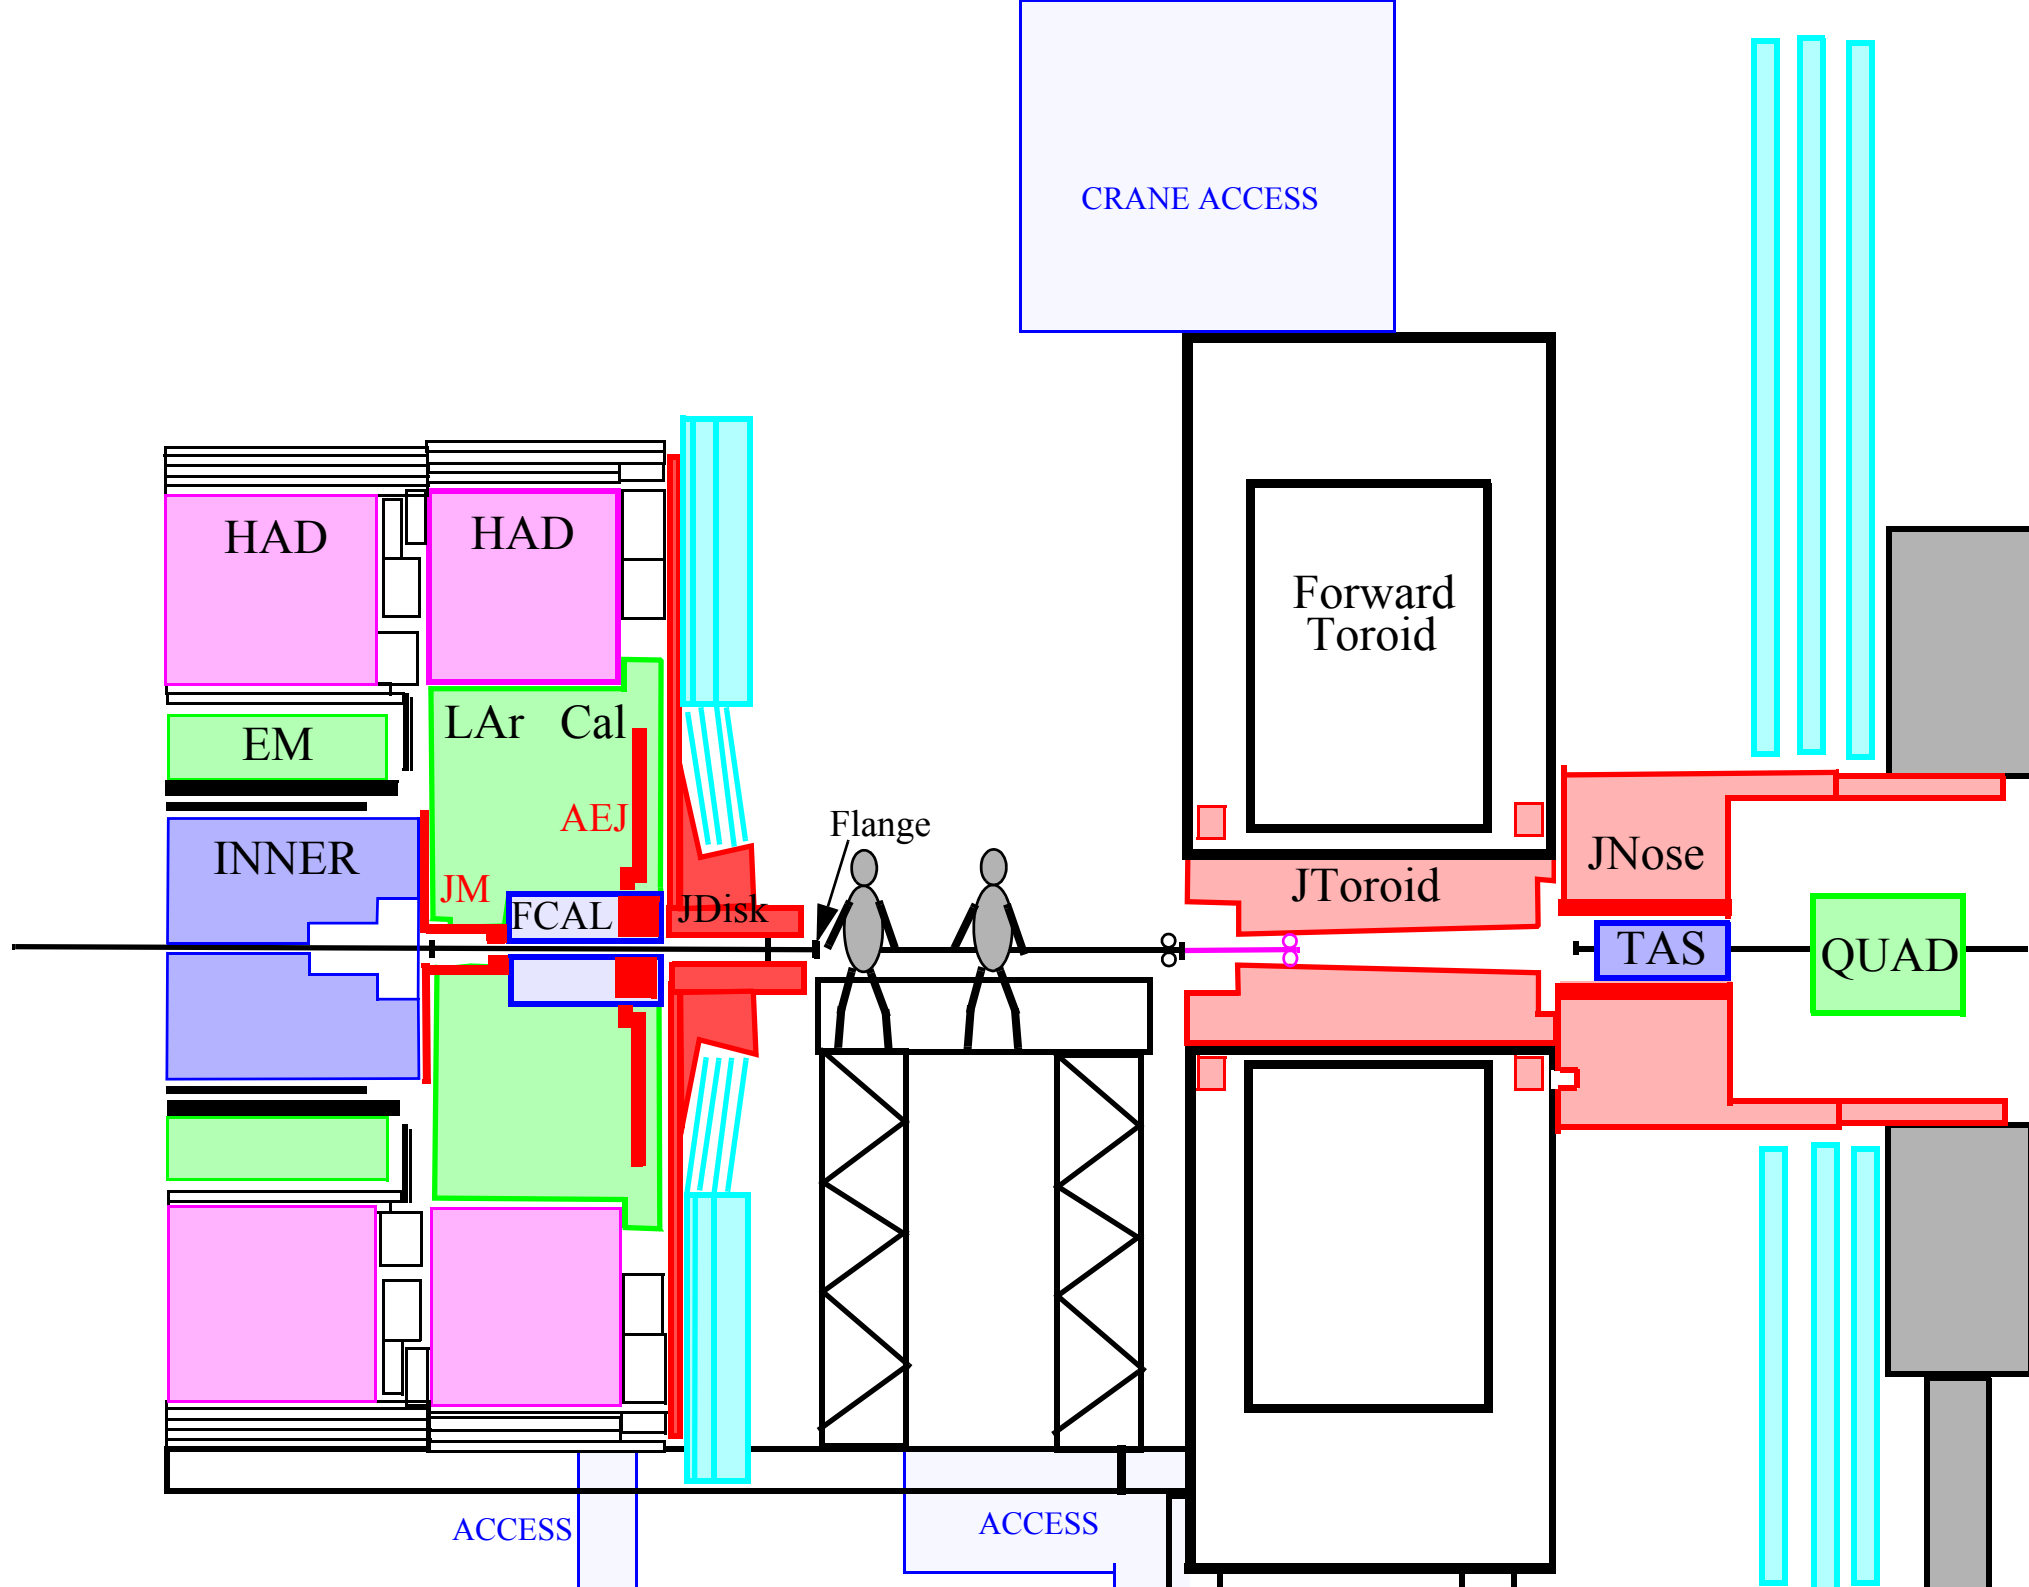 CRANE ACCESS
HAD
HAD
Forward
Toroid
LAr Cal
EM
AEJ
Flange
INNER
JM
JNose
JToroid
FCAL
JDisk
TAS
QUAD
ACCESS
ACCESS